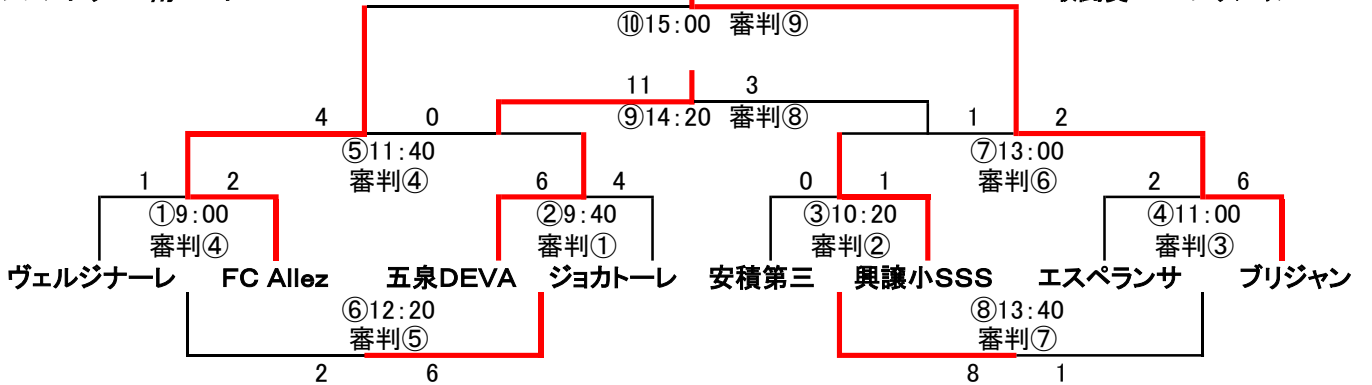 ⑩15:00 審判⑨
11 3
4 0 ⑨14:20 審判⑧ 1 2
⑤11:40 ⑦13:00
1 2 審判④ 6 4 0 1 審判⑥ 2 6
①9:00 ②9:40 ③10:20 ④11:00
審判④ 審判① 審判② 審判③
ヴェルジナーレ FC Allez 五泉DEVA ジョカトーレ 安積第三 興譲小SSS エスペランサ ブリジャン
⑥12:20 ⑧13:40
審判⑤ 審判⑦
2 6 8 1